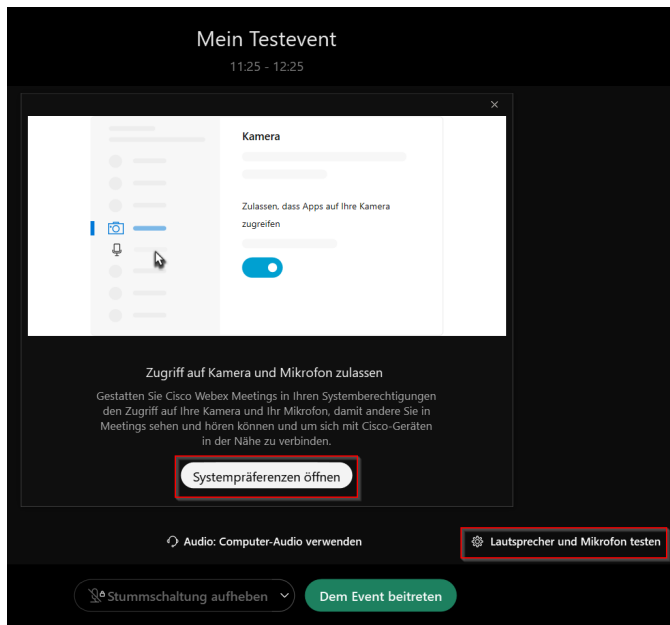 Mein Testevent
11:25 - 12:25
Kamera
Zulassen, dass Apps auf Ihre Kamera
zugreifen
Zugriff auf Kamera und Mikrofon zulassen
Gestatten Sie Cisco Webex Meetings in Ihren Systemberechtigungen
den Zugriff auf Ihre Kamera und Ihr Mikrofon, damit andere Sie in
Meetings sehen und hören können und um sich mit Cisco-Geräten
in der Nähe zu verbinden.
Systempräferenzen öffnen
Audio: Computer-Audio verwenden
Lautsprecher und Mikrofon testen
Stummschaltung aufheben
Dem Event beitreten